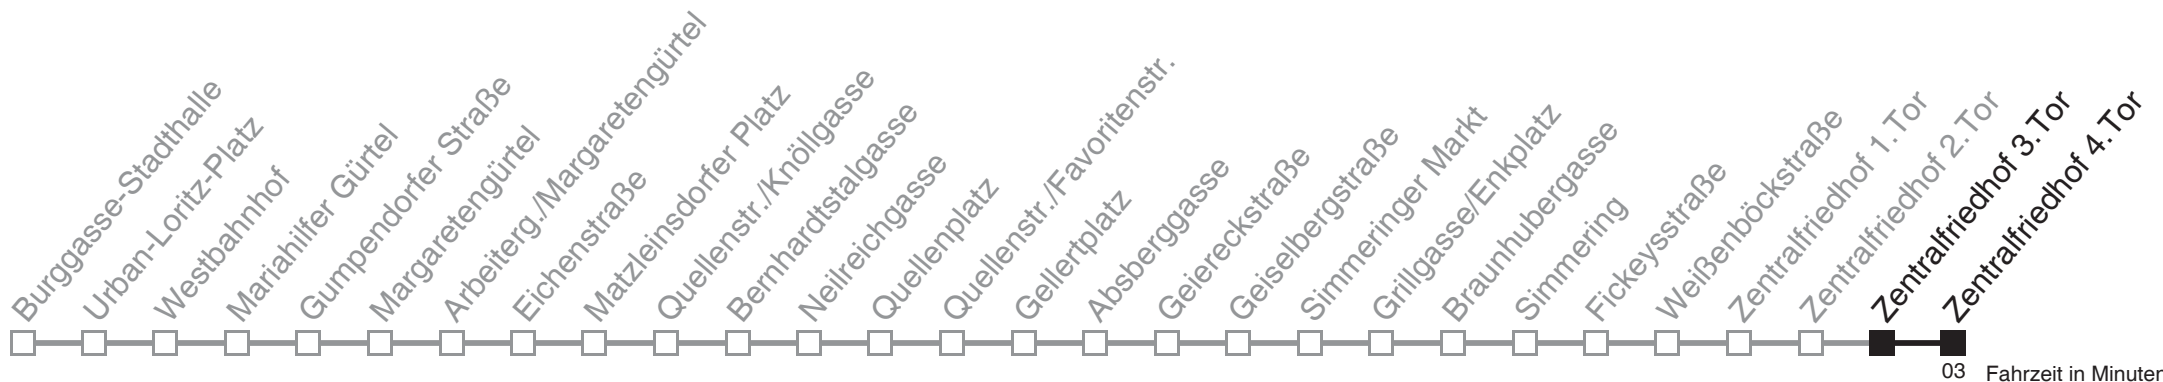 Burggasse-Stadthalle
Urban-Loritz-Platz
Westbahnhof
Mariahilfer Gürtel
Gumpendorfer Straße
Margaretengürtel
Arbeiterg./Margaretengürtel
Eichenstraße
Matzleinsdorfer Platz
Quellenstr./Knöllgasse
Bernhardtstalgasse
Neilreichgasse
Quellenplatz
Quellenstr./Favoritenstr.
Gellertplatz
Absberggasse
Geiereckstraße
Geiselbergstraße
Simmeringer Markt
Grillgasse/Enkplatz
Braunhubergasse
Simmering
Fickeysstraße
Weißenböckstraße
Zentralfriedhof 1.Tor
Zentralfriedhof 2.Tor
Zentralfriedhof 3.Tor
Zentralfriedhof 4.Tor
03 Fahrzeit in Minuten